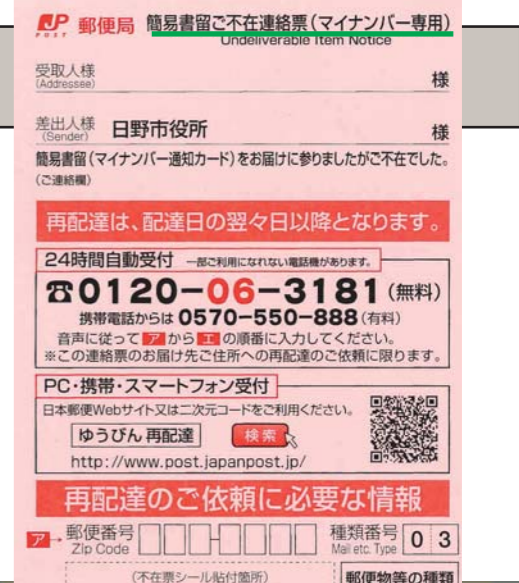 JP POST 郵便局 簡易書留ご不在連絡票(マイナンバー専用)
Undeliverable Item Notice
受取人様
(Addressee) 様
差出人様 日野市役所 様
(Sender)
簡易書留(マイナンバー通知カード)をお届けに参りましたがご不在でした。
(ご連絡欄)
再配達は、配達日の翌々日以降となります。
24時間自動受付 一部ご利用になれない電話機があります。
☎0120-06-3181(無料)
携帯電話からは 0570-550-888(有料)
音声に従って ア から エ の順番に入力してください。
※この連絡票のお届け先ご住所への再配達のご依頼に限ります。
PC・携帯・スマートフォン受付
日本郵便Webサイト又は二次元コードをご利用ください。
ゆうびん 再配達 検索
http://www.post.japanpost.jp/
再配達のご依頼に必要な情報
ア→ 郵便番号 種類番号 0 3
Zip Code Mail etc. Type
(不在票シール貼付箇所) 郵便物等の種類